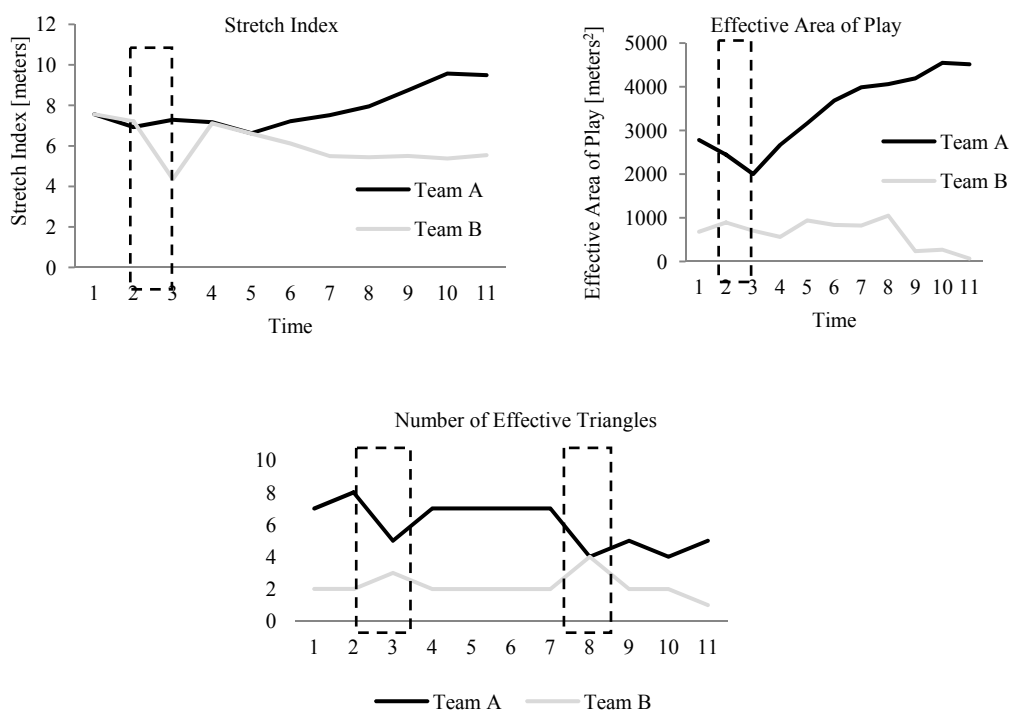 Stretch Index
Stretch Index [meters]
12
10
8
6
4
2
0
Team A
Team B
1 2 3 4 5 6 7 8 9 10 11
Time
Effective Area of Play
Effective Area of Play [meters²]
5000
4000
3000
2000
1000
0
Team A
Team B
1 2 3 4 5 6 7 8 9 10 11
Time
Number of Effective Triangles
10
8
6
4
2
0
1 2 3 4 5 6 7 8 9 10 11
Team A Team B